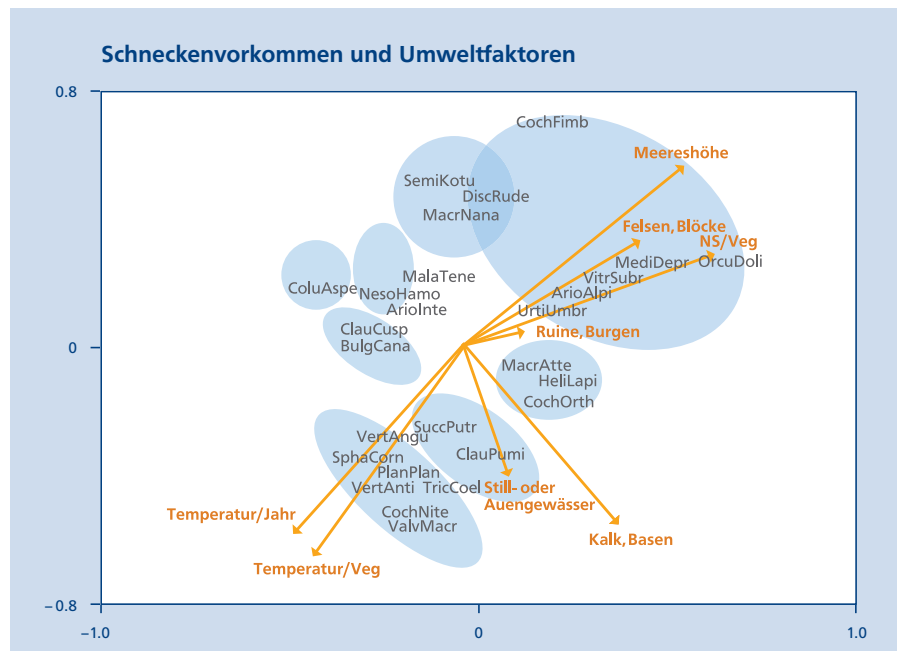 Schneckenvorkommen und Umweltfaktoren
0.8
CochFimb
Meereshöhe
SemiKotu
DiscRude
MacrNana
Felsen, Blöcke
NS/Veg
MediDepr
OrcuDoli
MalaTene
VitrSubr
ColuAspe
NesoHamo
ArioAlpi
ArioInte
UrtiUmbr
ClauCusp
Ruine, Burgen
BulgCana
0
MacrAtte
HeliLapi
CochOrth
SuccPutr
VertAngu
ClauPumi
SphaCorn
PlanPlan
VertAnti
TricCoel
Still- oder
Auengewässer
CochNite
ValvMacr
Temperatur/Jahr
Kalk, Basen
Temperatur/Veg
–0.8
–1.0
0
1.0